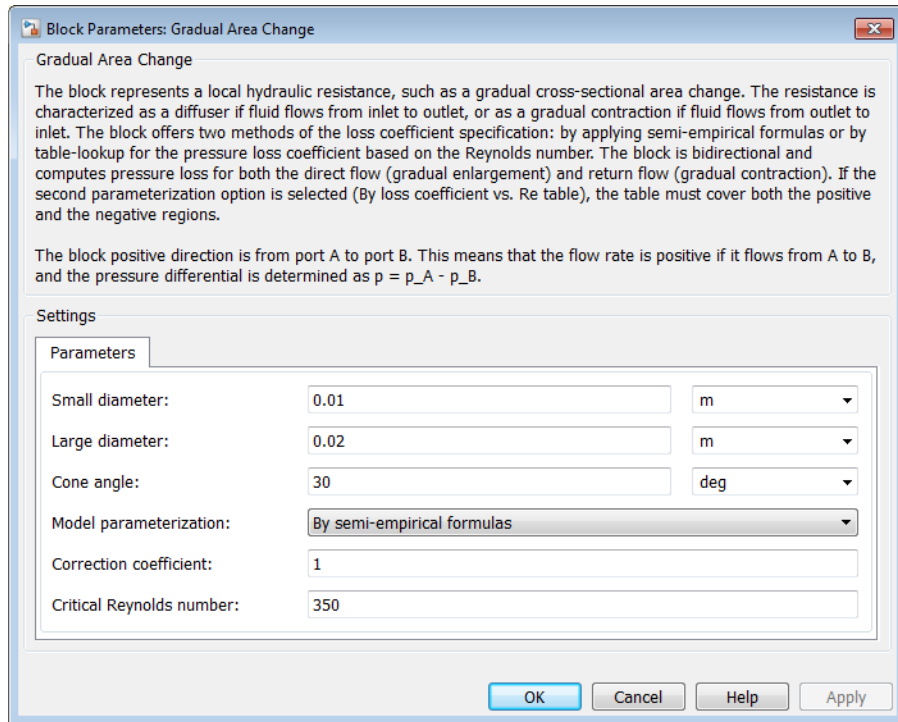 Block Parameters: Gradual Area Change
Gradual Area Change
The block represents a local hydraulic resistance, such as a gradual cross-sectional area change. The resistance is
characterized as a diffuser if fluid flows from inlet to outlet, or as a gradual contraction if fluid flows from outlet to
inlet. The block offers two methods of the loss coefficient specification: by applying semi-empirical formulas or by
table-lookup for the pressure loss coefficient based on the Reynolds number. The block is bidirectional and
computes pressure loss for both the direct flow (gradual enlargement) and return flow (gradual contraction). If the
second parameterization option is selected (By loss coefficient vs. Re table), the table must cover both the positive
and the negative regions.
The block positive direction is from port A to port B. This means that the flow rate is positive if it flows from A to B,
and the pressure differential is determined as p = p_A - p_B.
Settings
Parameters
Small diameter: 0.01 m
Large diameter: 0.02 m
Cone angle: 30 deg
Model parameterization: By semi-empirical formulas
Correction coefficient: 1
Critical Reynolds number: 350
OK Cancel Help Apply